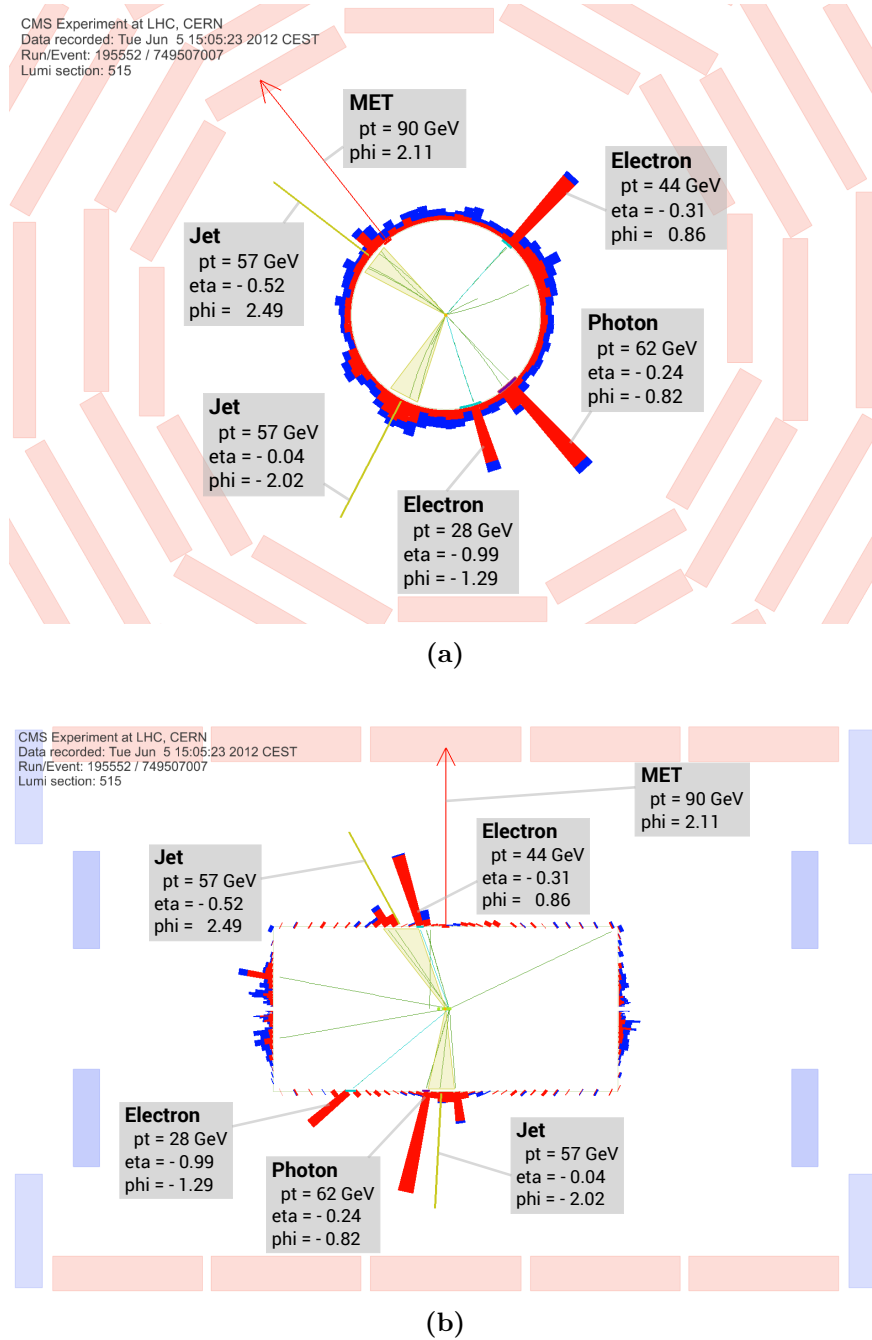 CMS Experiment at LHC, CERN
Data recorded: Tue Jun 5 15:05:23 2012 CEST
Run/Event: 195552 / 749507007
Lumi section: 515
MET
pt = 90 GeV
phi = 2.11
Electron
pt = 44 GeV
eta = - 0.31
phi = 0.86
Jet
pt = 57 GeV
eta = - 0.52
phi = 2.49
Photon
pt = 62 GeV
eta = - 0.24
phi = - 0.82
Jet
pt = 57 GeV
eta = - 0.04
phi = - 2.02
Electron
pt = 28 GeV
eta = - 0.99
phi = - 1.29
(a)
CMS Experiment at LHC, CERN
Data recorded: Tue Jun 5 15:05:23 2012 CEST
Run/Event: 195552 / 749507007
Lumi section: 515
MET
pt = 90 GeV
phi = 2.11
Electron
pt = 44 GeV
eta = - 0.31
phi = 0.86
Jet
pt = 57 GeV
eta = - 0.52
phi = 2.49
Electron
pt = 28 GeV
eta = - 0.99
phi = - 1.29
Photon
pt = 62 GeV
eta = - 0.24
phi = - 0.82
Jet
pt = 57 GeV
eta = - 0.04
phi = - 2.02
(b)